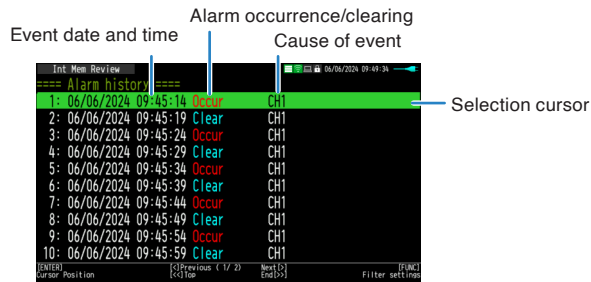 Alarm occurrence/clearing
Event date and time
Cause of event
Int Mem Review
06/06/2024 09:49:34
==== Alarm history ====
1: 06/06/2024 09:45:14 Occur CH1
Selection cursor
2: 06/06/2024 09:45:19 Clear CH1
3: 06/06/2024 09:45:24 Occur CH1
4: 06/06/2024 09:45:29 Clear CH1
5: 06/06/2024 09:45:34 Occur CH1
6: 06/06/2024 09:45:39 Clear CH1
7: 06/06/2024 09:45:44 Occur CH1
8: 06/06/2024 09:45:49 Clear CH1
9: 06/06/2024 09:45:54 Occur CH1
10: 06/06/2024 09:45:59 Clear CH1
[ENTER] [<]Previous ( 1/ 2) Next[>] [FUNC]
Cursor Position [<<]Top End[>>] Filter settings